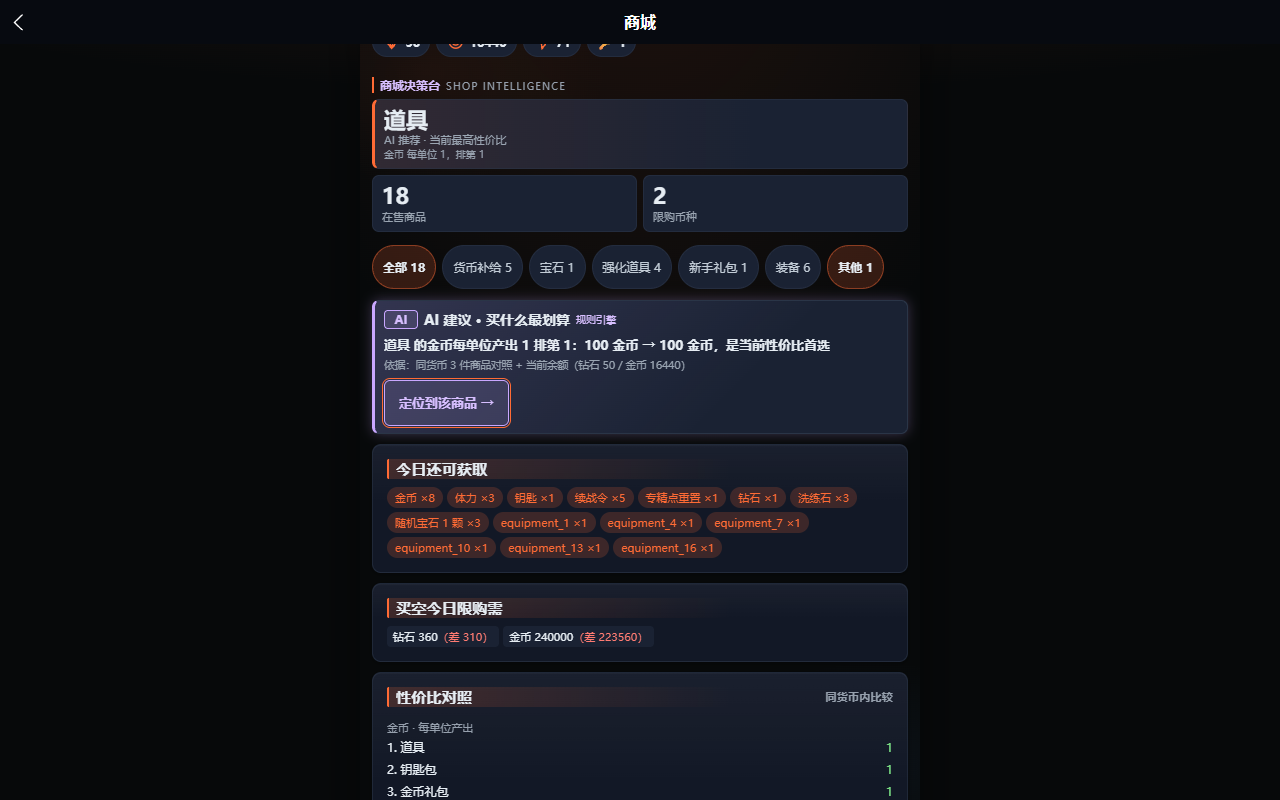 商城
商城决策台 SHOP INTELLIGENCE
道具
AI 推荐 · 当前最高性价比
金币 每单位 1，排第 1
18
在售商品
2
限购币种
全部 18 货币补给 5 宝石 1 强化道具 4 新手礼包 1 装备 6 其他 1
AI AI 建议 • 买什么最划算 规则引擎
道具 的金币每单位产出 1 排第 1：100 金币 → 100 金币，是当前性价比首选
依据：同货币 3 件商品对照 + 当前余额（钻石 50 / 金币 16440）
定位到该商品 →
今日还可获取
金币 ×8 体力 ×3 钥匙 ×1 续战令 ×5 专精点重置 ×1 钻石 ×1 洗练石 ×3
随机宝石 1 颗 ×3 equipment_1 ×1 equipment_4 ×1 equipment_7 ×1
equipment_10 ×1 equipment_13 ×1 equipment_16 ×1
买空今日限购需
钻石 360（差 310） 金币 240000（差 223560）
性价比对照 同货币内比较
金币 · 每单位产出
1. 道具 1
2. 钥匙包 1
3. 金币礼包 1